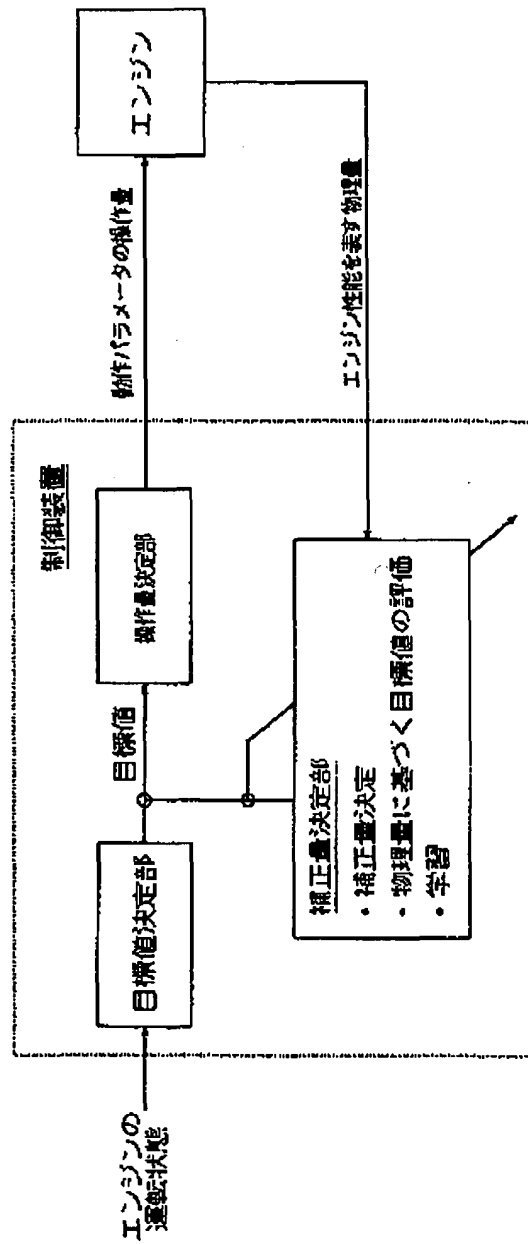 エンジンの
運転状態
制御装置
目標値決定部
目標値
操作量決定部
動作パラメータの操作量
エンジン
エンジン性能を表す物理量
補正量決定部
・補正量決定
・物理量に基づく目標値の評価
・学習